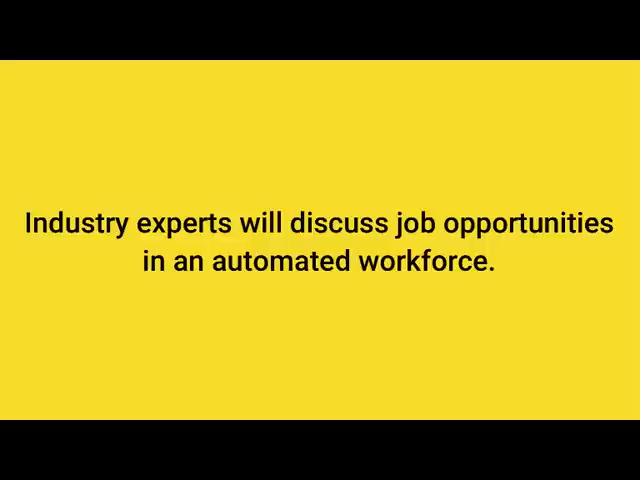 Industry experts will discuss job opportunities
in an automated workforce.